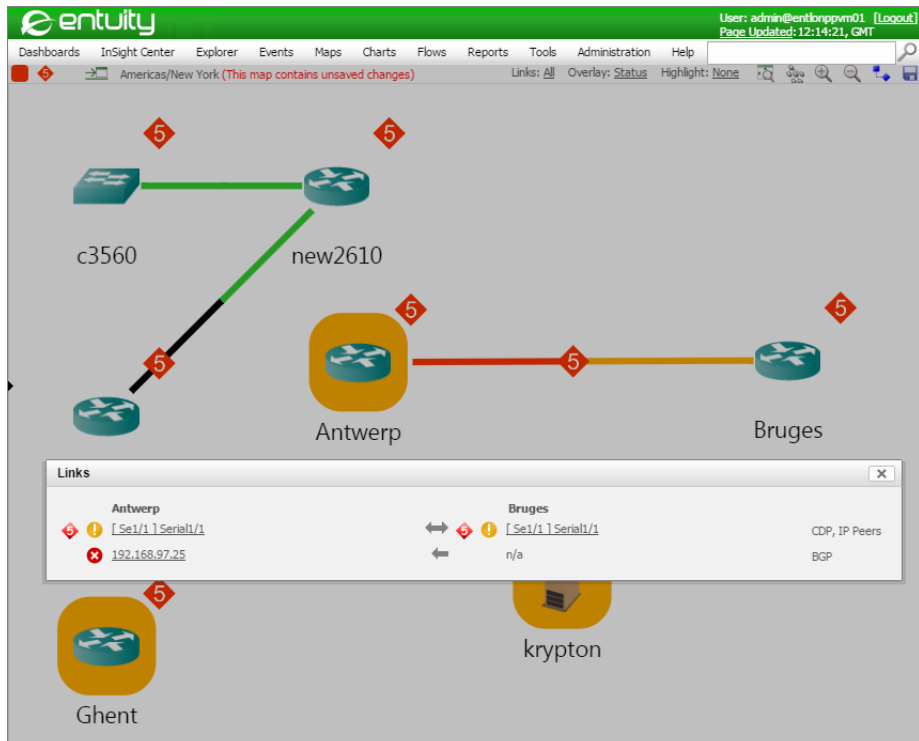 entuity
User: admin@entlonppvm01 [Logout]
Page Updated: 12:14:21, GMT
Dashboards InSight Center Explorer Events Maps Charts Flows Reports Tools Administration Help
5 Americas/New York (This map contains unsaved changes) Links: All Overlay: Status Highlight: None
5 5
c3560 new2610
5 5
5 5
Antwerp Bruges
Links
Antwerp Bruges
5 [ Se1/1 ] Serial1/1 5 [ Se1/1 ] Serial1/1 CDP, IP Peers
192.168.97.25 n/a BGP
5
krypton
Ghent